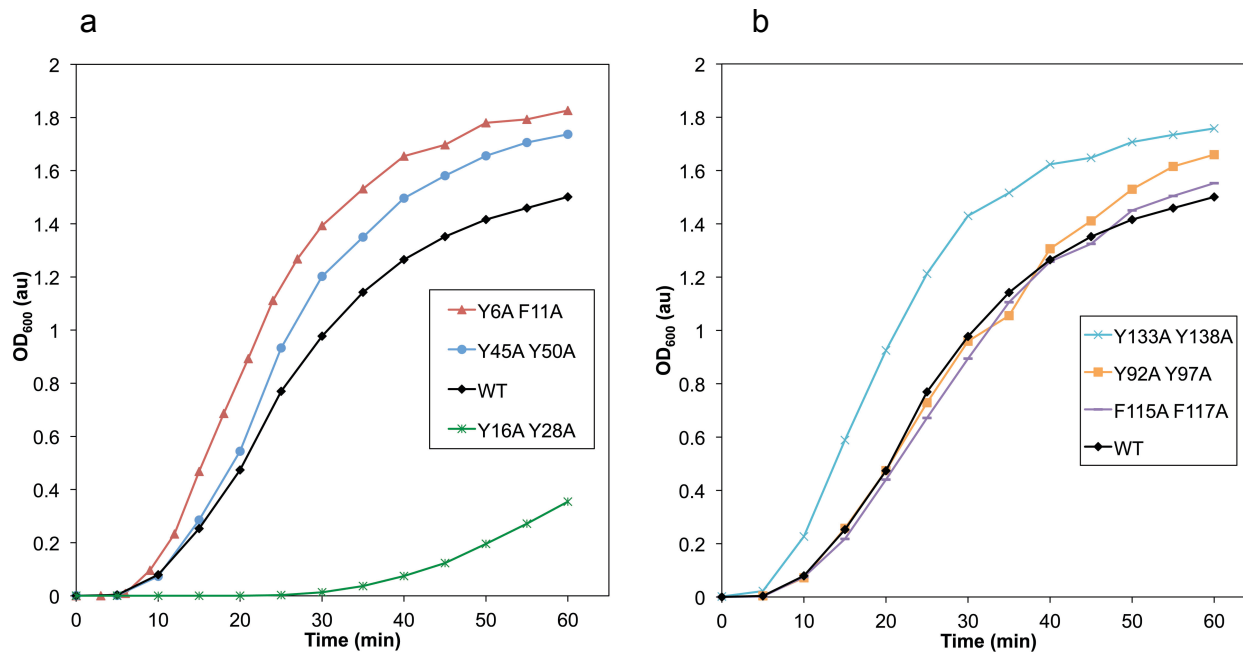 a
2
1.8
1.6
1.4
1.2
1
0.8
0.6
0.4
0.2
0
OD600 (au)
0 10 20 30 40 50 60
Time (min)
Y6A F11A
Y45A Y50A
WT
Y16A Y28A
b
2
1.8
1.6
1.4
1.2
1
0.8
0.6
0.4
0.2
0
OD600 (au)
0 10 20 30 40 50 60
Time (min)
Y133A Y138A
Y92A Y97A
F115A F117A
WT